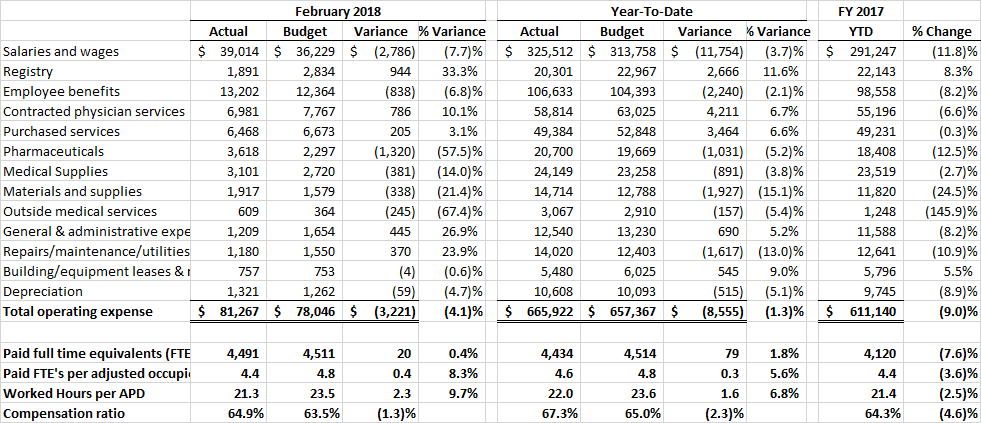 February 2018 Year-To-Date FY 2017
Actual Budget Variance % Variance Actual Budget Variance % Variance YTD % Change
Salaries and wages $ 39,014 $ 36,229 $ (2,786) (7.7)% $ 325,512 $ 313,758 $ (11,754) (3.7)% $ 291,247 (11.8)%
Registry 1,891 2,834 944 33.3% 20,301 22,967 2,666 11.6% 22,143 8.3%
Employee benefits 13,202 12,364 (838) (6.8)% 106,633 104,393 (2,240) (2.1)% 98,558 (8.2)%
Contracted physician services 6,981 7,767 786 10.1% 58,814 63,025 4,211 6.7% 55,196 (6.6)%
Purchased services 6,468 6,673 205 3.1% 49,384 52,848 3,464 6.6% 49,231 (0.3)%
Pharmaceuticals 3,618 2,297 (1,320) (57.5)% 20,700 19,669 (1,031) (5.2)% 18,408 (12.5)%
Medical Supplies 3,101 2,720 (381) (14.0)% 24,149 23,258 (891) (3.8)% 23,519 (2.7)%
Materials and supplies 1,917 1,579 (338) (21.4)% 14,714 12,788 (1,927) (15.1)% 11,820 (24.5)%
Outside medical services 609 364 (245) (67.4)% 3,067 2,910 (157) (5.4)% 1,248 (145.9)%
General & administrative expe 1,209 1,654 445 26.9% 12,540 13,230 690 5.2% 11,588 (8.2)%
Repairs/maintenance/utilities 1,180 1,550 370 23.9% 14,020 12,403 (1,617) (13.0)% 12,641 (10.9)%
Building/equipment leases & r 757 753 (4) (0.6)% 5,480 6,025 545 9.0% 5,796 5.5%
Depreciation 1,321 1,262 (59) (4.7)% 10,608 10,093 (515) (5.1)% 9,745 (8.9)%
Total operating expense $ 81,267 $ 78,046 $ (3,221) (4.1)% $ 665,922 $ 657,367 $ (8,555) (1.3)% $ 611,140 (9.0)%
Paid full time equivalents (FTE 4,491 4,511 20 0.4% 4,434 4,514 79 1.8% 4,120 (7.6)%
Paid FTE's per adjusted occupi 4.4 4.8 0.4 8.3% 4.6 4.8 0.3 5.6% 4.4 (3.6)%
Worked Hours per APD 21.3 23.5 2.3 9.7% 22.0 23.6 1.6 6.8% 21.4 (2.5)%
Compensation ratio 64.9% 63.5% (1.3)% 67.3% 65.0% (2.3)% 64.3% (4.6)%